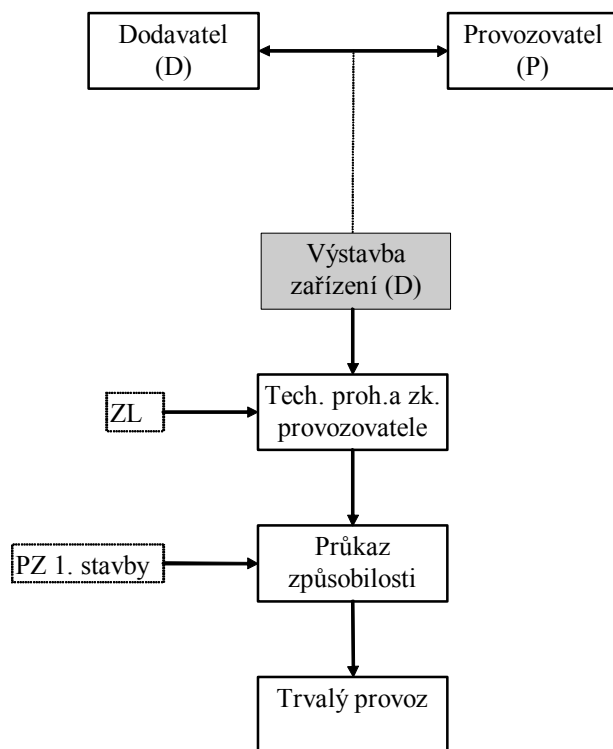 Dodavatel
(D)
Provozovatel
(P)
Výstavba
zařízení (D)
Tech. proh.a zk.
provozovatele
ZL
Průkaz
způsobilosti
PZ 1. stavby
Trvalý provoz